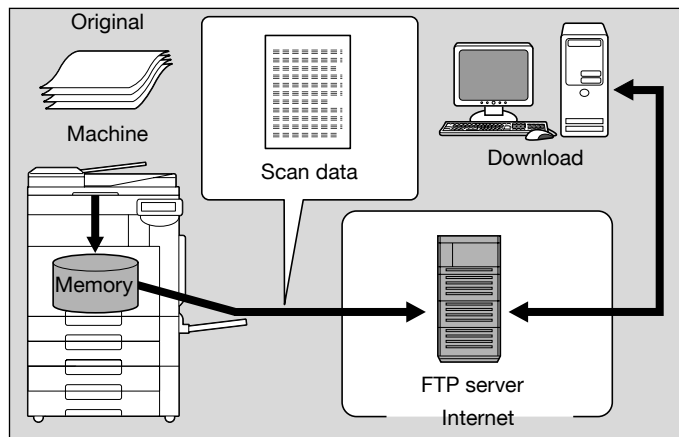 Original
Machine
Memory
Scan data
Download
FTP server
Internet